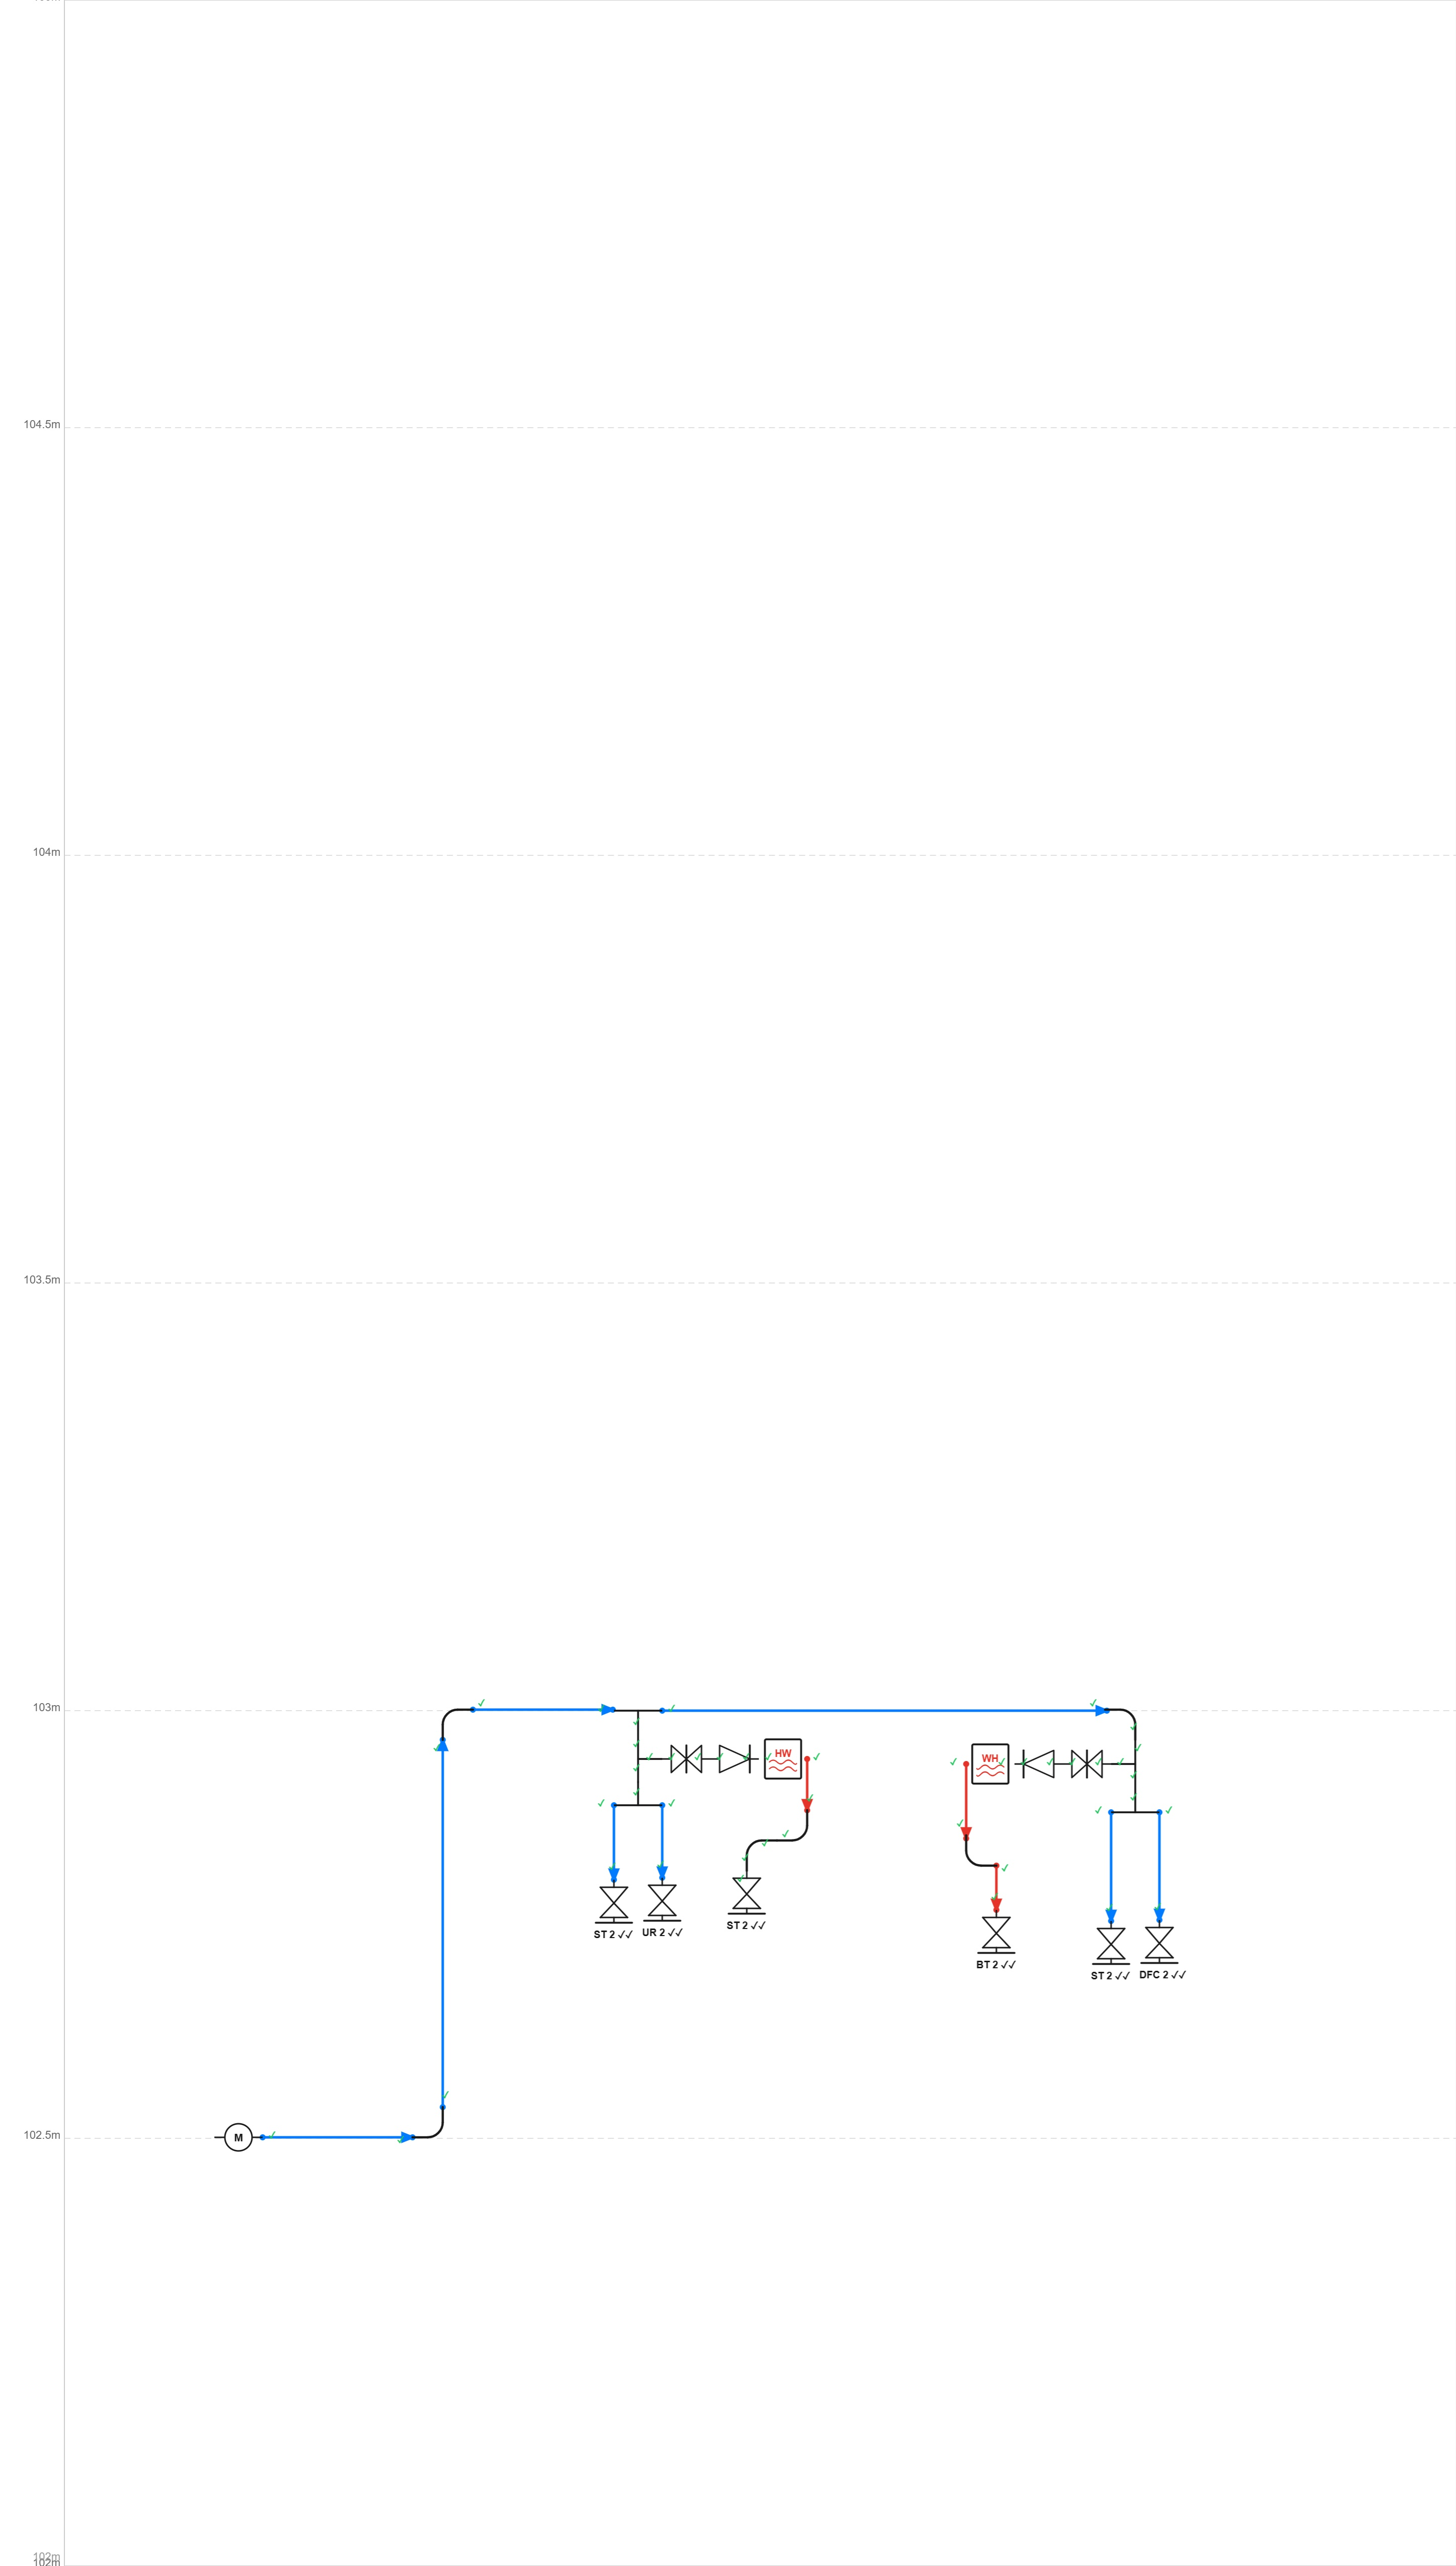 104.5m
104m
103.5m
103m
HW
WH
ST 2 ✓✓
UR 2 ✓✓
ST 2 ✓✓
BT 2 ✓✓
ST 2 ✓✓
DFC 2 ✓✓
102.5m
M
102m
102m